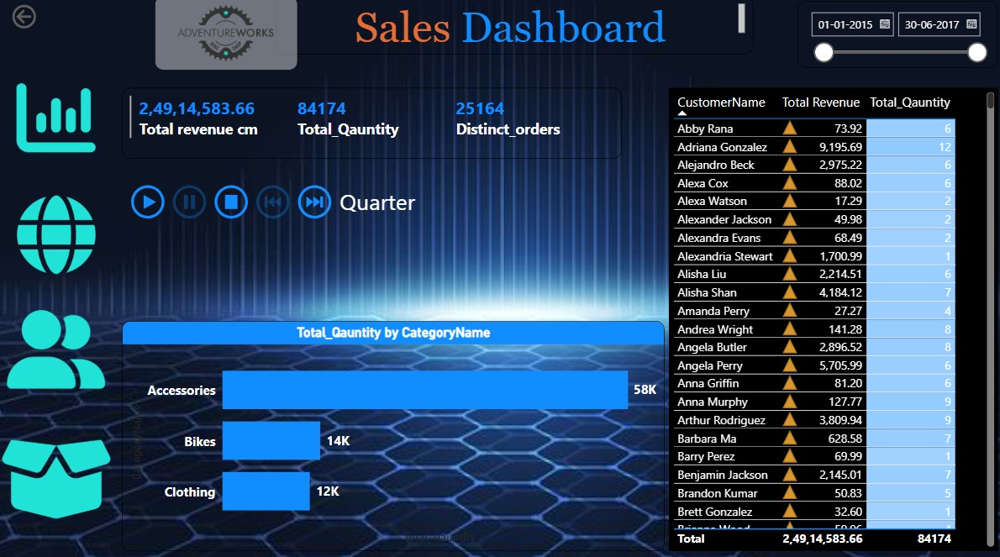 ADVENTUREWORKS
Sales Dashboard
01-01-2015
30-06-2017
2,49,14,583.66
Total revenue cm
84174
Total_Qauntity
25164
Distinct_orders
Quarter
Total_Qauntity by CategoryName
CategoryName
Accessories 58K
Bikes 14K
Clothing 12K
Total_Qauntity
CustomerName Total Revenue Total_Qauntity
Abby Rana 73.92 6
Adriana Gonzalez 9,195.69 12
Alejandro Beck 2,975.22 6
Alexa Cox 88.02 6
Alexa Watson 17.29 2
Alexander Jackson 49.98 2
Alexandra Evans 68.49 2
Alexandria Stewart 1,700.99 1
Alisha Liu 2,214.51 6
Alisha Shan 4,184.12 7
Amanda Perry 27.27 4
Andrea Wright 141.28 8
Angela Butler 2,896.52 8
Angela Perry 5,705.99 6
Anna Griffin 81.20 6
Anna Murphy 127.77 9
Arthur Rodriguez 3,809.94 9
Barbara Ma 628.58 7
Barry Perez 69.99 1
Benjamin Jackson 2,145.01 7
Brandon Kumar 50.83 5
Brett Gonzalez 32.60 1
Total 2,49,14,583.66 84174